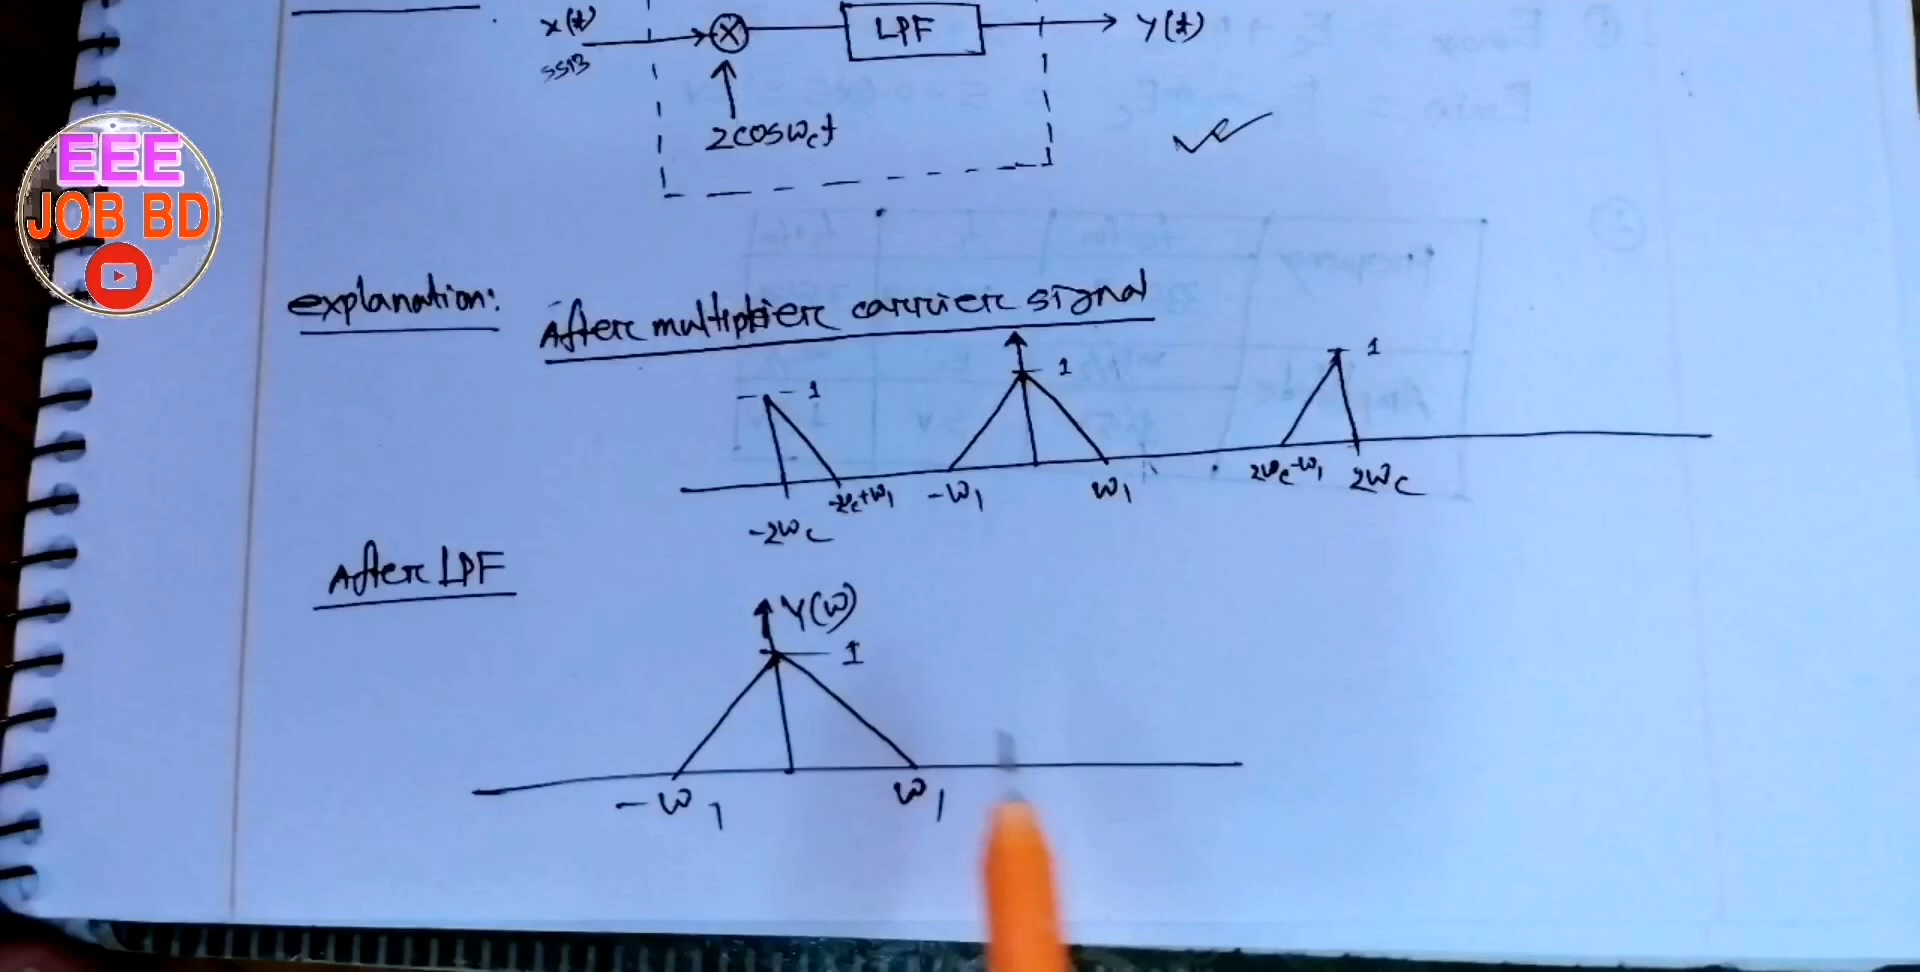 x(t)
SSB
LPF
y(t)
2cosωct
EEE
JOB BD
explanation:
After multiplier carrier signal
1
1
1
-2ωc
-2c+ω1
-ω1
ω1
2ωc-ω1
2ωc
After LPF
Y(ω)
1
-ω1
ω1